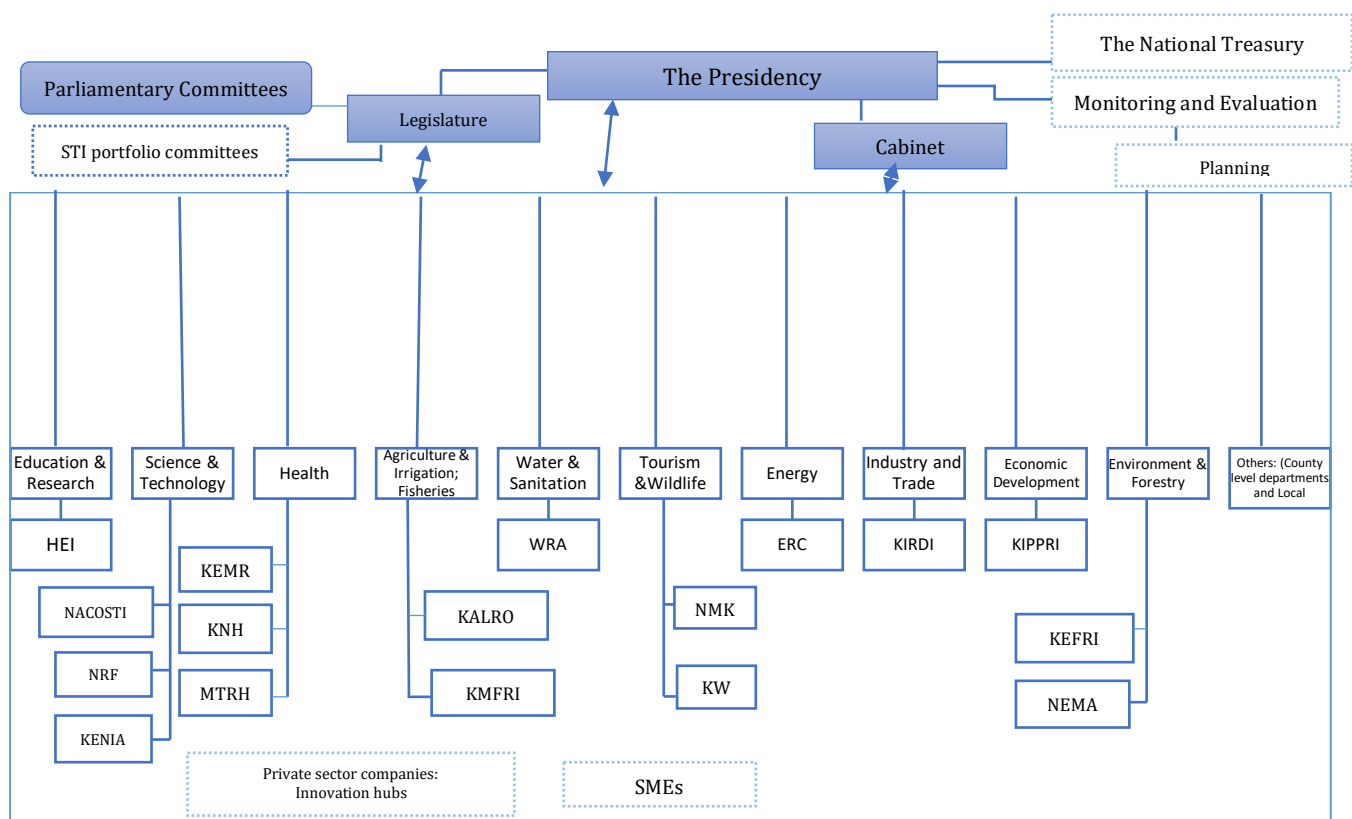 The National Treasury
The Presidency
Parliamentary Committees
Monitoring and Evaluation
Legislature
STI portfolio committees
Cabinet
Planning
Education &
Research
Science &
Technology
Health
Agriculture &
Irrigation;
Fisheries
Water &
Sanitation
Tourism
&Wildlife
Energy
Industry and
Trade
Economic
Development
Environment &
Forestry
Others: (County
level departments
and Local
HEI
WRA
ERC
KIRDI
KIPPRI
KEMR
NACOSTI
KNH
NRF
MTRH
KENIA
KALRO
KMFRI
NMK
KW
KEFRI
NEMA
Private sector companies:
Innovation hubs
SMEs